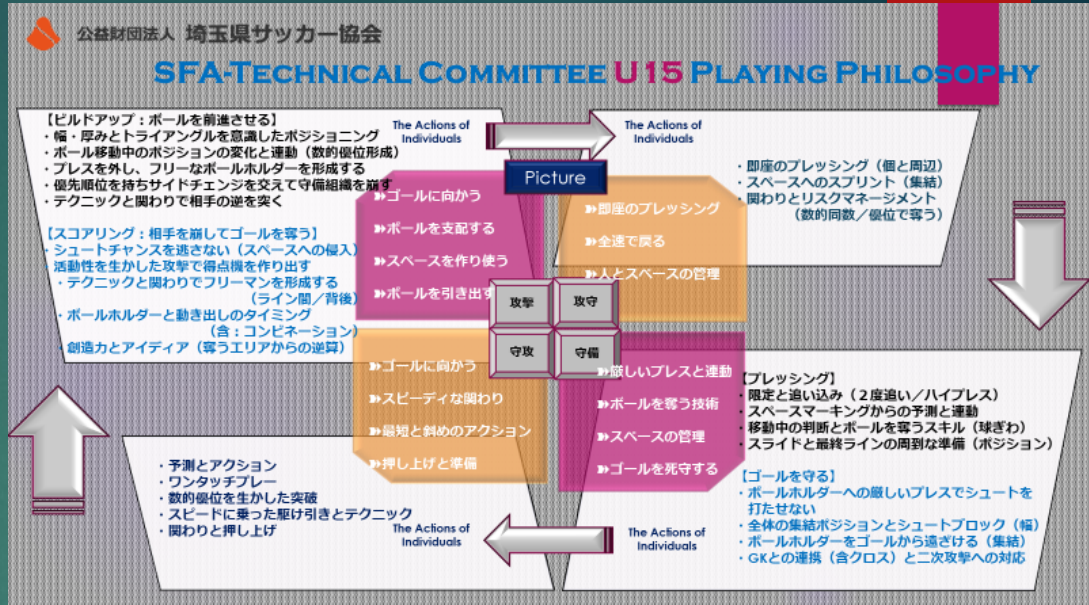 公益財団法人 埼玉県サッカー協会
SFA-TECHNICAL COMMITTEE U15 PLAYING PHILOSOPHY
【ビルドアップ：ボールを前進させる】
・幅・厚みとトライアングルを意識したポジショニング
・ボール移動中のポジションの変化と連動（数的優位形成）
・プレスを外し、フリーなボールホルダーを形成する
・優先順位を持ちサイドチェンジを交えて守備組織を崩す
・テクニックと関わりで相手の逆を突く
【スコアリング：相手を崩してゴールを奪う】
・シュートチャンスを逃さない（スペースへの侵入）
・活動性を生かした攻撃で得点機を作り出す
・テクニックと関わりでフリーマンを形成する
（ライン間／背後）
・ボールホルダーと動き出しのタイミング
（含：コンビネーション）
・創造力とアイディア（奪うエリアからの逆算）
The Actions of
Individuals
The Actions of
Individuals
Picture
・即座のプレッシング（個と周辺）
・スペースへのスプリント（集結）
・関わりとリスクマネージメント
（数的同数／優位で奪う）
ゴールに向かう
ボールを支配する
スペースを作り使う
ボールを引き出す
即座のプレッシング
全速で戻る
人とスペースの管理
攻撃
攻守
守攻
守備
ゴールに向かう
スピーディな関わり
最短と斜めのアクション
押し上げと準備
厳しいプレスと連動
ボールを奪う技術
スペースの管理
ゴールを死守する
【プレッシング】
・限定と追い込み（２度追い／ハイプレス）
・スペースマーキングからの予測と連動
・移動中の判断とボールを奪うスキル（球ぎわ）
・スライドと最終ラインの周到な準備（ポジション）
【ゴールを守る】
・ボールホルダーへの厳しいプレスでシュートを
打たせない
・全体の集結ポジションとシュートブロック（幅）
・ボールホルダーをゴールから遠ざける（集結）
・GKとの連携（含クロス）と二次攻撃への対応
・予測とアクション
・ワンタッチプレー
・数的優位を生かした突破
・スピードに乗った駆け引きとテクニック
・関わりと押し上げ
The Actions of
Individuals
The Actions of
Individuals